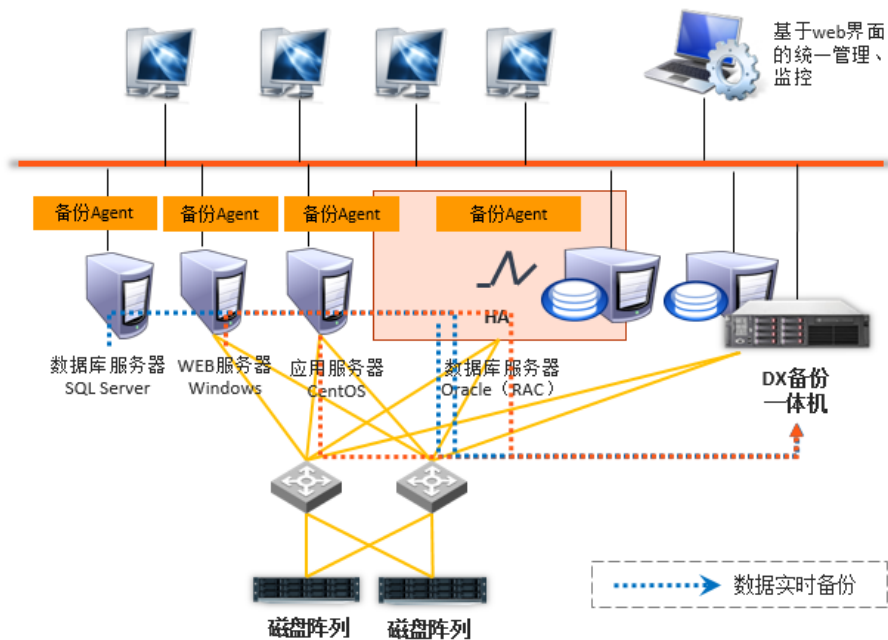 基于web界面
的统一管理、
监控
备份Agent
备份Agent
备份Agent
备份Agent
HA
数据库服务器
SQL Server
WEB服务器
Windows
应用服务器
CentOS
数据库服务器
Oracle（RAC）
DX备份
一体机
数据实时备份
磁盘阵列
磁盘阵列